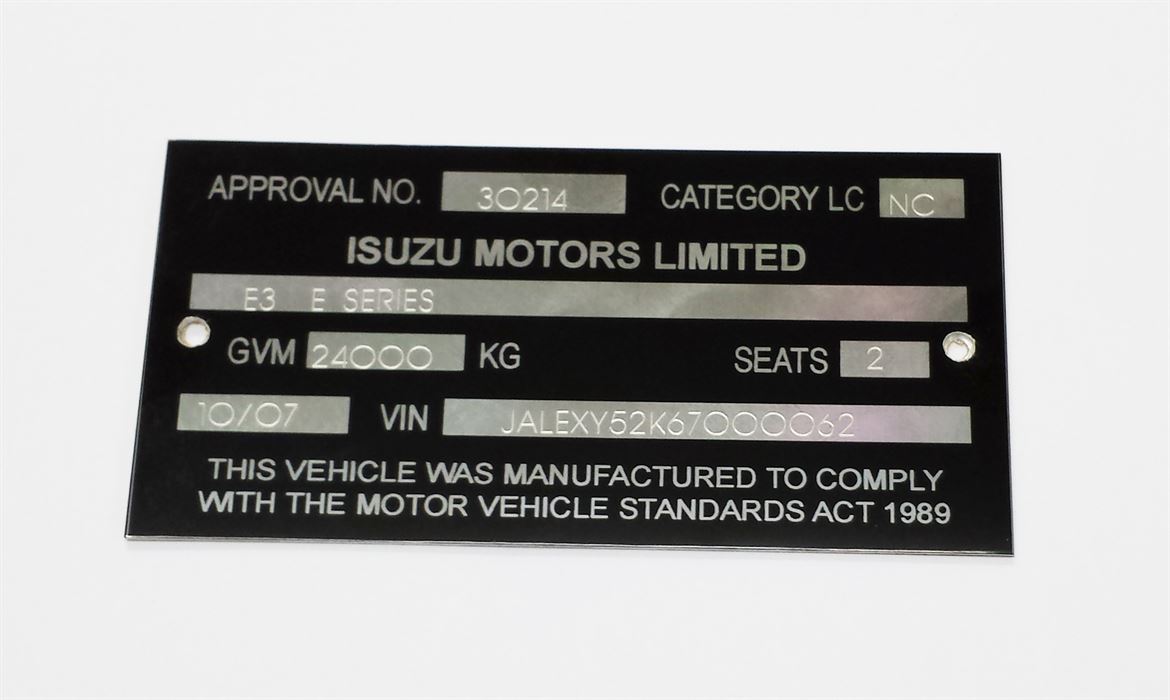 APPROVAL NO. 30214 CATEGORY LC NC
ISUZU MOTORS LIMITED
E3 E SERIES
GVM 24000 KG SEATS 2
10/07 VIN JALEXY52K67000062
THIS VEHICLE WAS MANUFACTURED TO COMPLY
WITH THE MOTOR VEHICLE STANDARDS ACT 1989